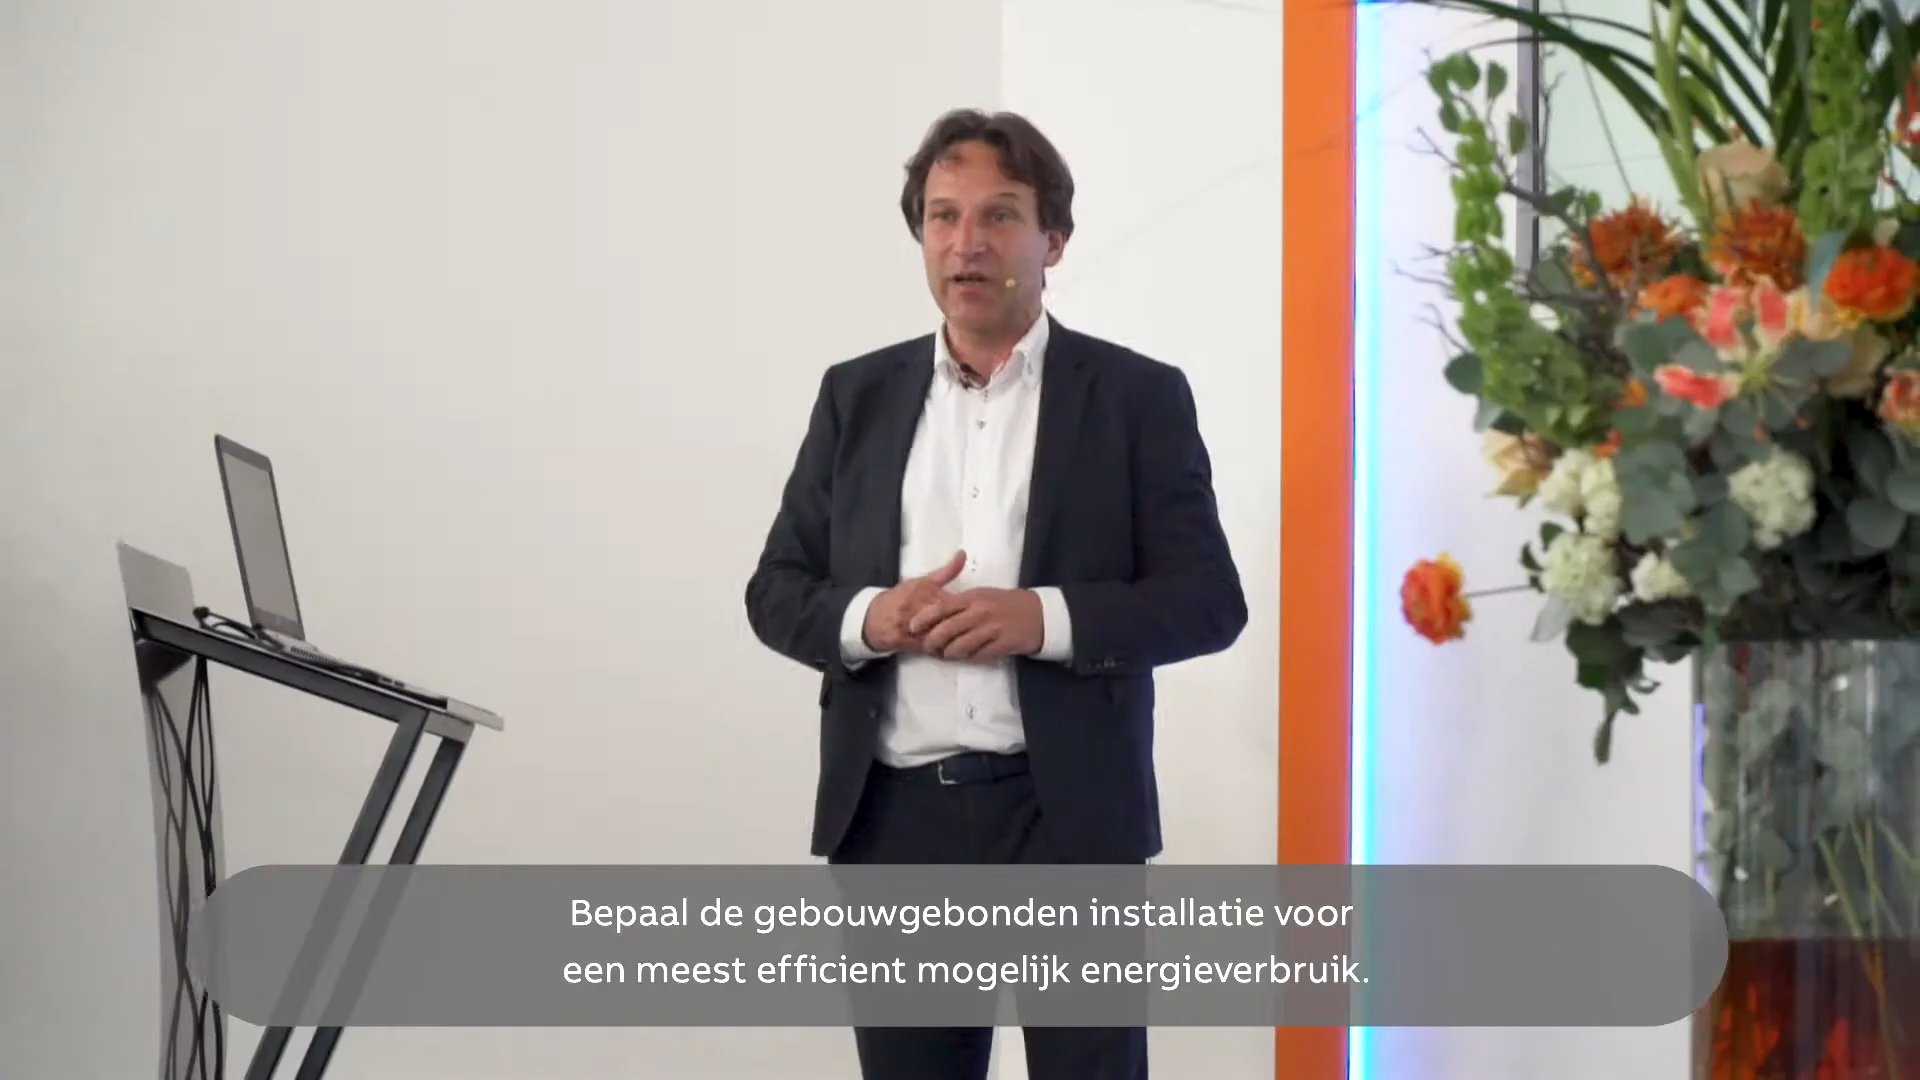 Bepaal de gebouwgebonden installatie voor
een meest efficient mogelijk energieverbruik.